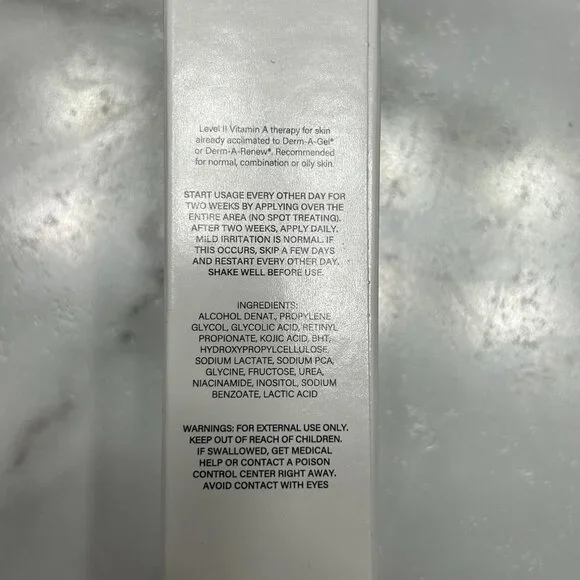 Level II Vitamin A therapy for skin
already acclimated to Derm-A-Gel®
or Derm-A-Renew®. Recommended
for normal, combination or oily skin.
START USAGE EVERY OTHER DAY FOR
TWO WEEKS BY APPLYING OVER THE
ENTIRE AREA (NO SPOT TREATING).
AFTER TWO WEEKS, APPLY DAILY.
MILD IRRITATION IS NORMAL. IF
THIS OCCURS, SKIP A FEW DAYS
AND RESTART EVERY OTHER DAY.
SHAKE WELL BEFORE USE.
INGREDIENTS:
ALCOHOL DENAT., PROPYLENE
GLYCOL, GLYCOLIC ACID, RETINYL
PROPIONATE, KOJIC ACID, BHT,
HYDROXYPROPYLCELLULOSE,
SODIUM LACTATE, SODIUM PCA,
GLYCINE, FRUCTOSE, UREA,
NIACINAMIDE, INOSITOL, SODIUM
BENZOATE, LACTIC ACID
WARNINGS: FOR EXTERNAL USE ONLY.
KEEP OUT OF REACH OF CHILDREN.
IF SWALLOWED, GET MEDICAL
HELP OR CONTACT A POISON
CONTROL CENTER RIGHT AWAY.
AVOID CONTACT WITH EYES